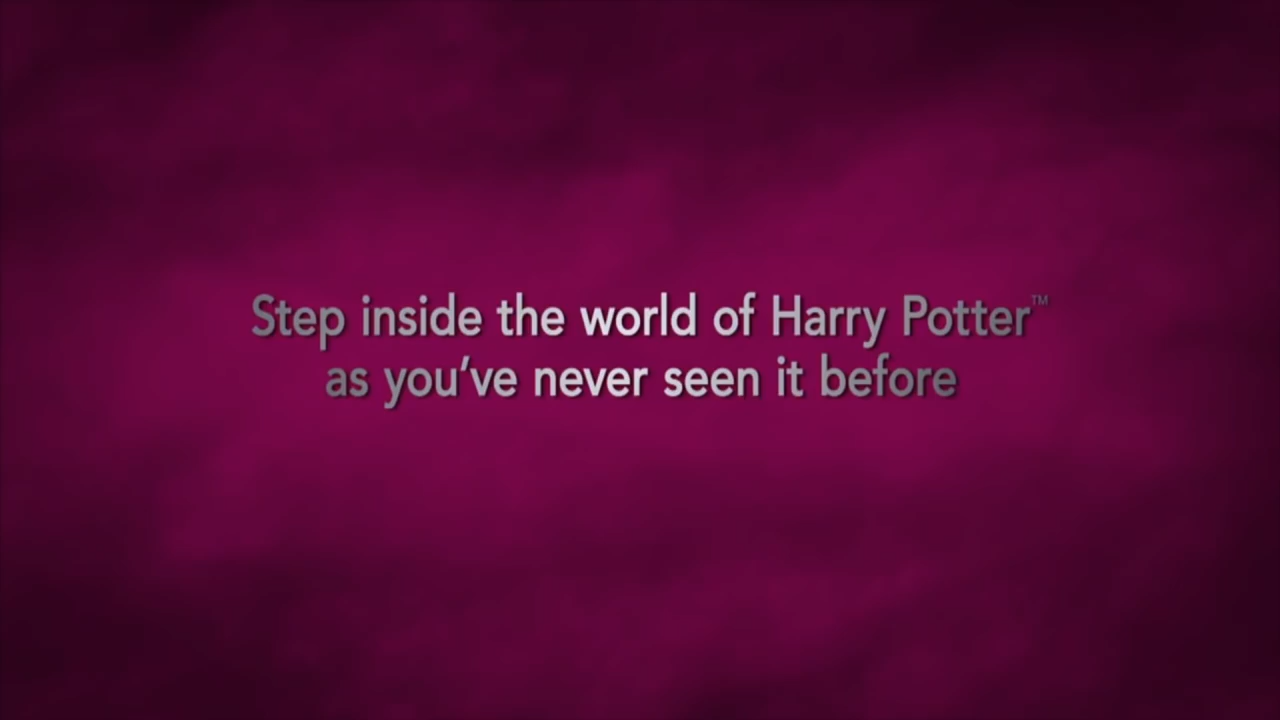 Step inside the world of Harry Potter™
as you've never seen it before